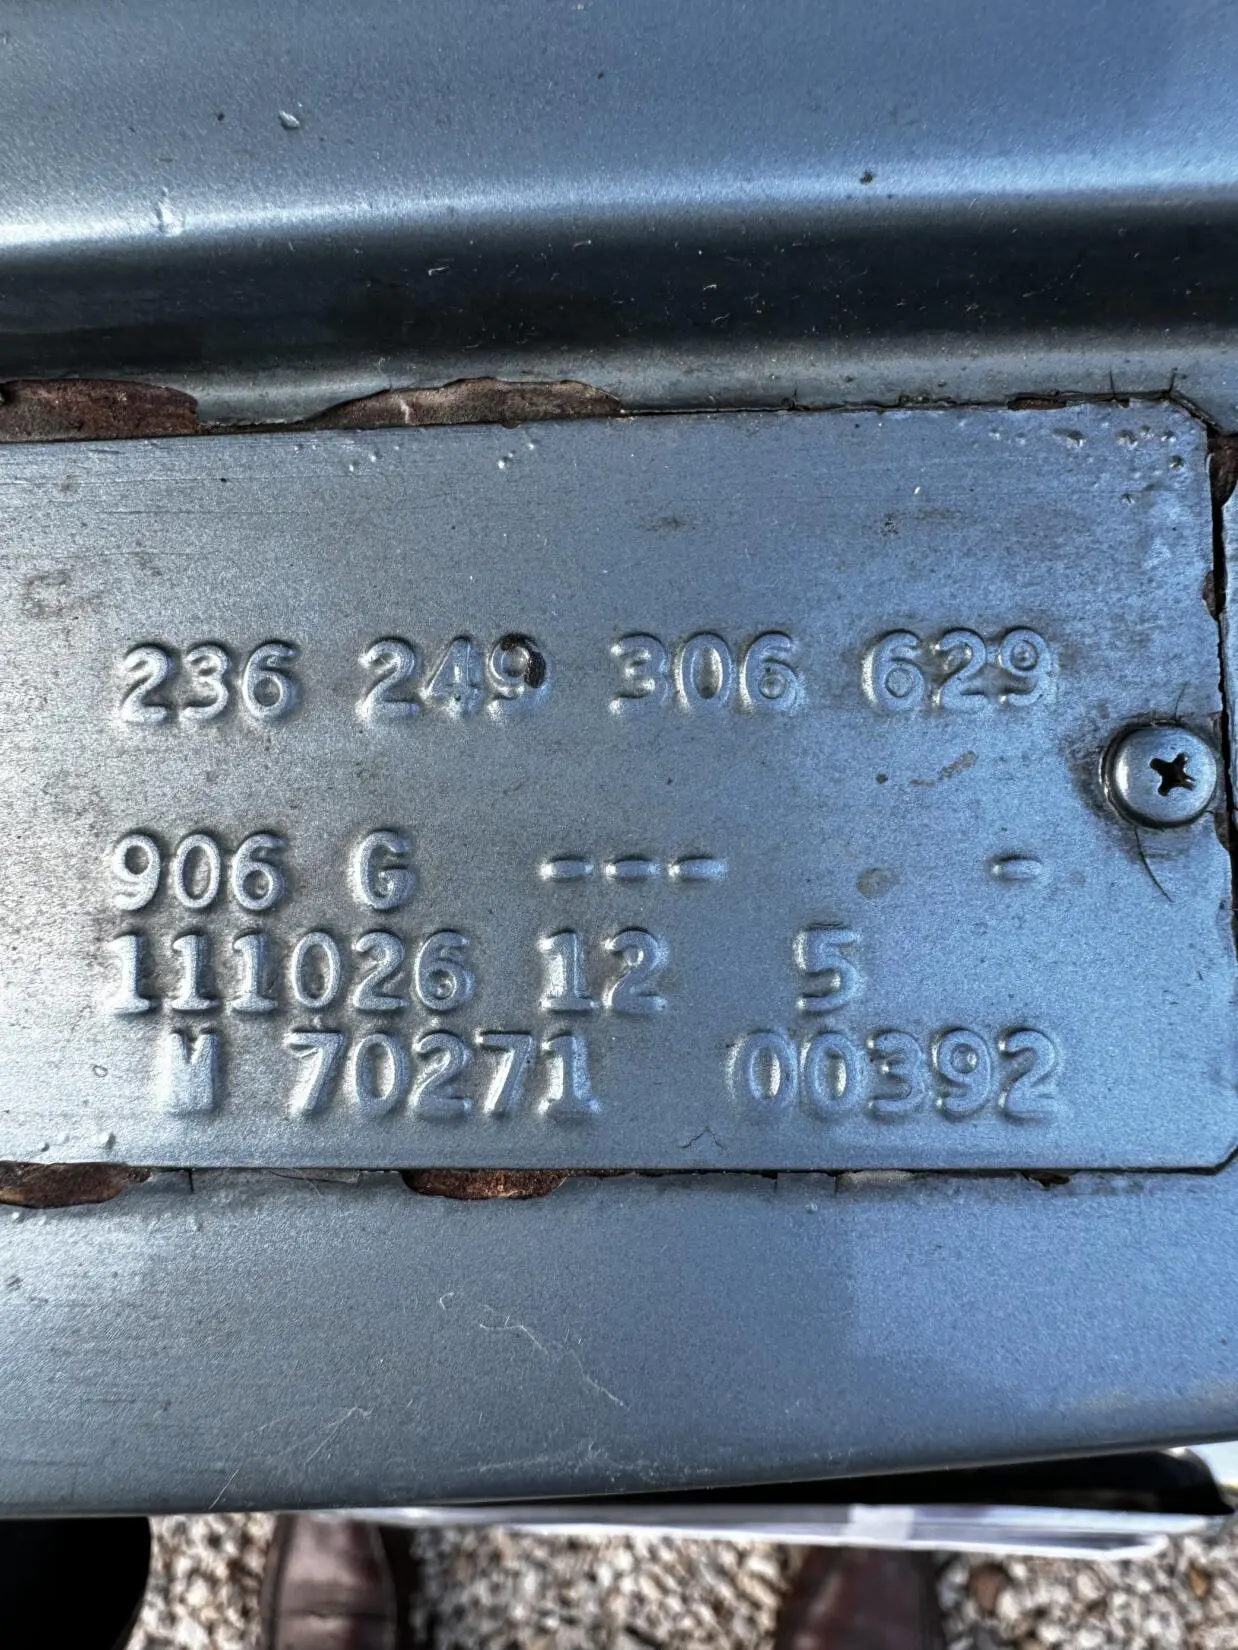 236 249 306 629
906 G --- -
111026 12 5
M 70271 00392